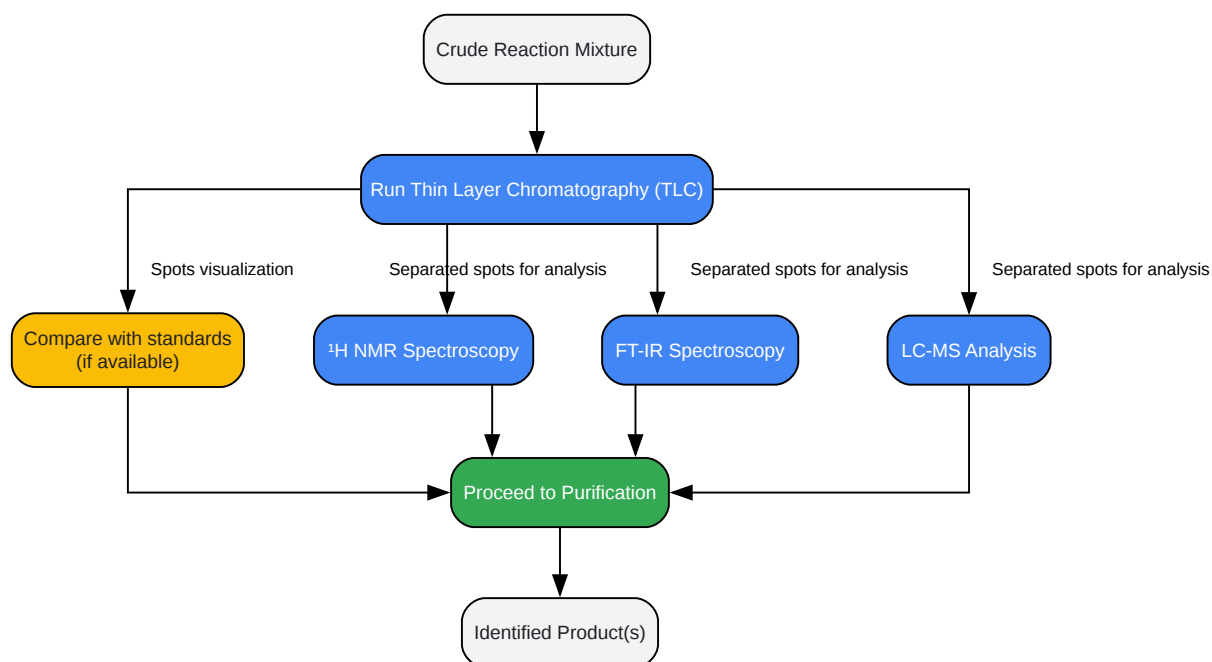 Crude Reaction Mixture
Run Thin Layer Chromatography (TLC)
Spots visualization
Separated spots for analysis
Separated spots for analysis
Separated spots for analysis
Compare with standards
(if available)
¹H NMR Spectroscopy
FT-IR Spectroscopy
LC-MS Analysis
Proceed to Purification
Identified Product(s)